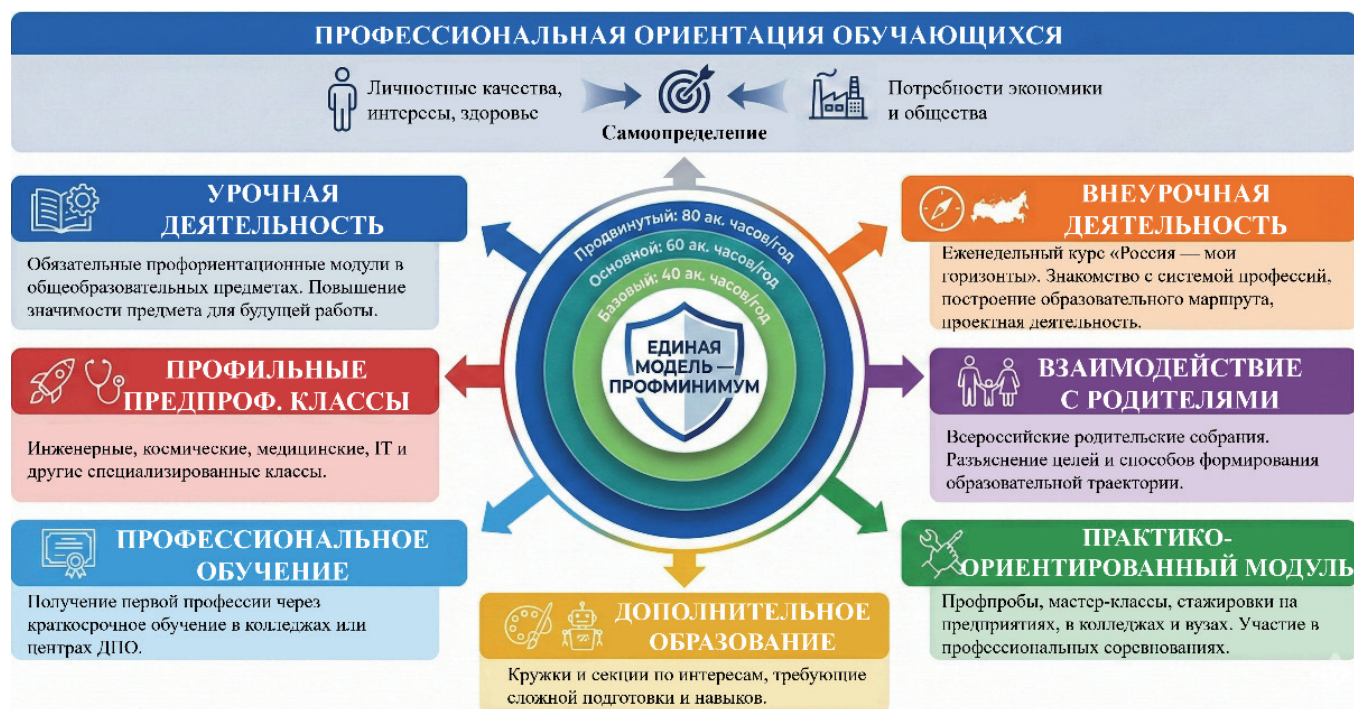 ПРОФЕССИОНАЛЬНАЯ ОРИЕНТАЦИЯ ОБУЧАЮЩИХСЯ
Личностные качества,
интересы, здоровье
Самоопределение
Потребности экономики
и общества
УРОЧНАЯ
ДЕЯТЕЛЬНОСТЬ
Обязательные профориентационные модули в
общеобразовательных предметах. Повышение
значимости предмета для будущей работы.
ПРОФИЛЬНЫЕ
ПРЕДПРОФ. КЛАССЫ
Инженерные, космические, медицинские, IT и
другие специализированные классы.
ПРОФЕССИОНАЛЬНОЕ
ОБУЧЕНИЕ
Получение первой профессии через
краткосрочное обучение в колледжах или
центрах ДПО.
Продвинутый: 80 ак. часов/год
Основной: 60 ак. часов/год
Базовый: 40 ак. часов/год
ЕДИНАЯ
МОДЕЛЬ —
ПРОФМИНИМУМ
ДОПОЛНИТЕЛЬНОЕ
ОБРАЗОВАНИЕ
Кружки и секции по интересам, требующие
сложной подготовки и навыков.
ВНЕУРОЧНАЯ
ДЕЯТЕЛЬНОСТЬ
Еженедельный курс «Россия — мои
горизонты». Знакомство с системой профессий,
построение образовательного маршрута,
проектная деятельность.
ВЗАИМОДЕЙСТВИЕ
С РОДИТЕЛЯМИ
Всероссийские родительские собрания.
Разъяснение целей и способов формирования
образовательной траектории.
ПРАКТИКО-
ОРИЕНТИРОВАННЫЙ МОДУЛЬ
Профпробы, мастер-классы, стажировки на
предприятиях, в колледжах и вузах. Участие в
профессиональных соревнованиях.